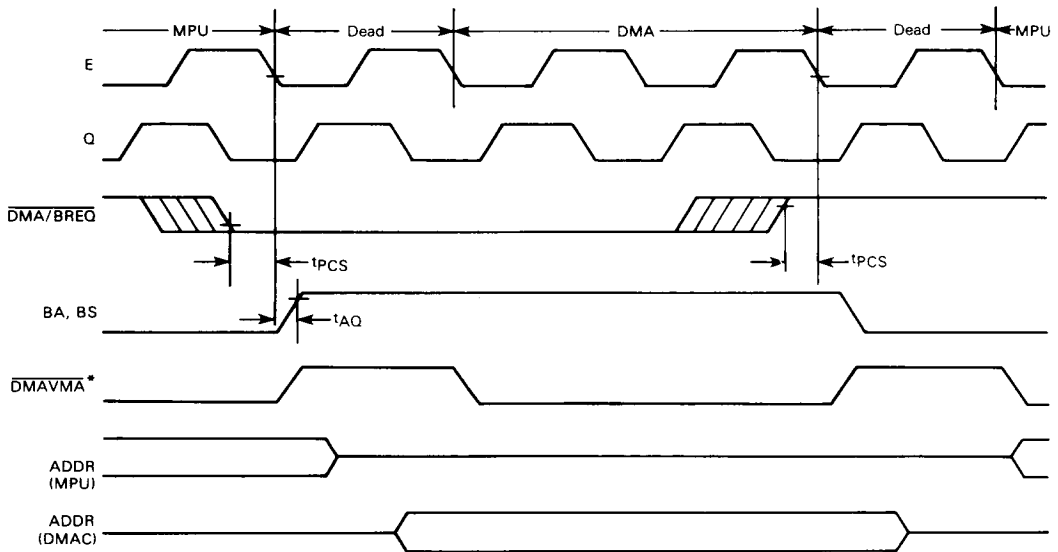 MPU Dead DMA Dead MPU
E
Q
DMA/BREQ
tPCS tPCS
BA, BS
tAQ
DMAVMA*
ADDR
(MPU)
ADDR
(DMAC)